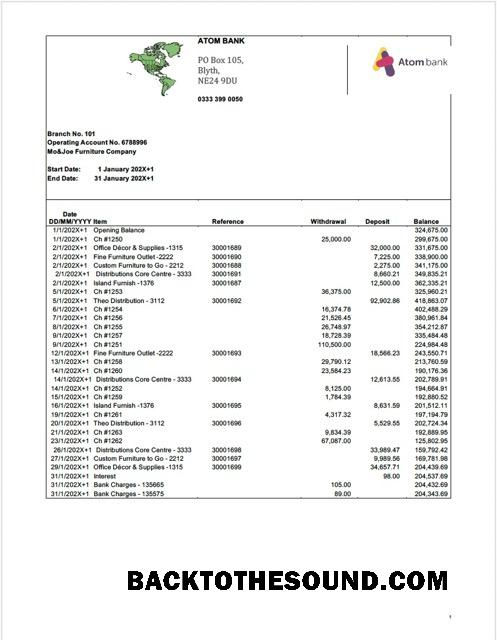 ATOM BANK
PO Box 105,
Blyth,
NE24 9DU
0333 399 0050
Atom bank
Branch No. 101
Operating Account No. 6788996
Mo&Joe Furniture Company
Start Date: 1 January 202X+1
End Date: 31 January 202X+1
Date
DD/MM/YYYY Item Reference Withdrawal Deposit Balance
1/1/202X+1 Opening Balance 324,675.00
1/1/202X+1 Ch #1250 25,000.00 299,675.00
2/1/202X+1 Office Décor & Supplies -1315 30001689 32,000.00 331,675.00
2/1/202X+1 Fine Furniture Outlet -2222 30001690 7,225.00 338,900.00
2/1/202X+1 Custom Furniture to Go - 2212 30001688 2,275.00 341,175.00
2/1/202X+1 Distributions Core Centre - 3333 30001691 8,660.21 349,835.21
2/1/202X+1 Island Furnish -1376 30001687 12,500.00 362,335.21
5/1/202X+1 Ch #1253 36,375.00 325,960.21
5/1/202X+1 Theo Distribution - 3112 30001692 92,902.86 418,863.07
6/1/202X+1 Ch #1254 16,374.78 402,488.29
7/1/202X+1 Ch #1256 21,526.45 380,961.84
8/1/202X+1 Ch #1255 26,748.97 354,212.87
9/1/202X+1 Ch #1257 18,728.39 335,484.48
9/1/202X+1 Ch #1251 110,500.00 224,984.48
12/1/202X+1 Fine Furniture Outlet -2222 30001693 18,566.23 243,550.71
13/1/202X+1 Ch #1258 29,790.12 213,760.59
14/1/202X+1 Ch #1260 23,584.23 190,176.36
14/1/202X+1 Distributions Core Centre - 3333 30001694 12,613.55 202,789.91
14/1/202X+1 Ch #1252 8,125.00 194,664.91
15/1/202X+1 Ch #1259 1,784.39 192,880.52
16/1/202X+1 Island Furnish -1376 30001695 8,631.59 201,512.11
19/1/202X+1 Ch #1261 4,317.32 197,194.79
20/1/202X+1 Theo Distribution - 3112 30001696 5,529.55 202,724.34
21/1/202X+1 Ch #1263 9,834.39 192,889.95
23/1/202X+1 Ch #1262 67,087.00 125,802.95
26/1/202X+1 Distributions Core Centre - 3333 30001698 33,989.47 159,792.42
27/1/202X+1 Custom Furniture to Go - 2212 30001697 9,989.56 169,781.98
29/1/202X+1 Office Décor & Supplies -1315 30001699 34,657.71 204,439.69
31/1/202X+1 Interest 98.00 204,537.69
31/1/202X+1 Bank Charges - 135665 105.00 204,432.69
31/1/202X+1 Bank Charges - 135575 89.00 204,343.69
BACKTOTHESOUND.COM